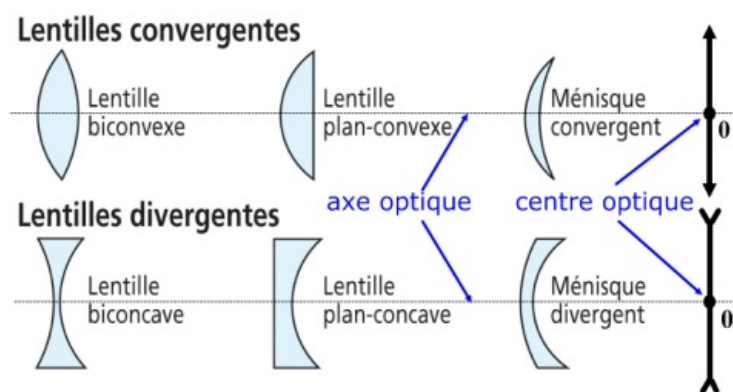 Lentilles convergentes
Lentille
biconvexe
Lentille
plan-convexe
Ménisque
convergent
0
axe optique
centre optique
Lentilles divergentes
Lentille
biconcave
Lentille
plan-concave
Ménisque
divergent
0